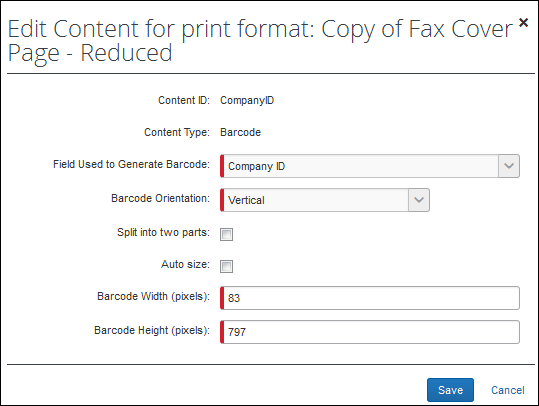 Edit Content for print format: Copy of Fax Cover
Page - Reduced
Content ID: CompanyID
Content Type: Barcode
Field Used to Generate Barcode: Company ID
Barcode Orientation: Vertical
Split into two parts:
Auto size:
Barcode Width (pixels): 83
Barcode Height (pixels): 797
Save Cancel